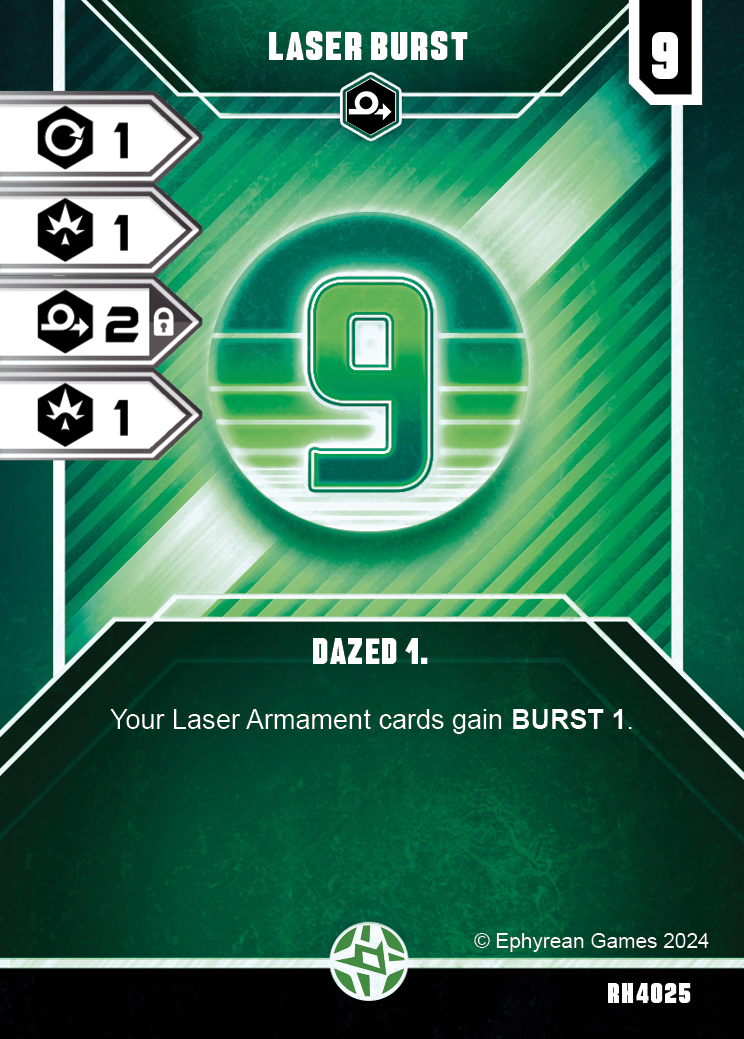 LASER BURST
9
1
1
2
1
9
DAZED 1.
Your Laser Armament cards gain BURST 1.
© Ephyrean Games 2024
RH4025